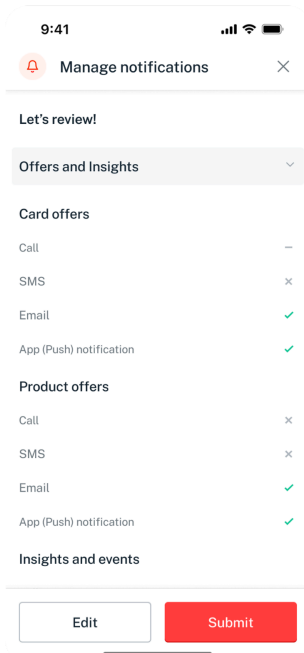 9:41
Manage notifications
Let's review!
Offers and Insights
Card offers
Call
SMS
Email
App (Push) notification
Product offers
Call
SMS
Email
App (Push) notification
Insights and events
Edit
Submit